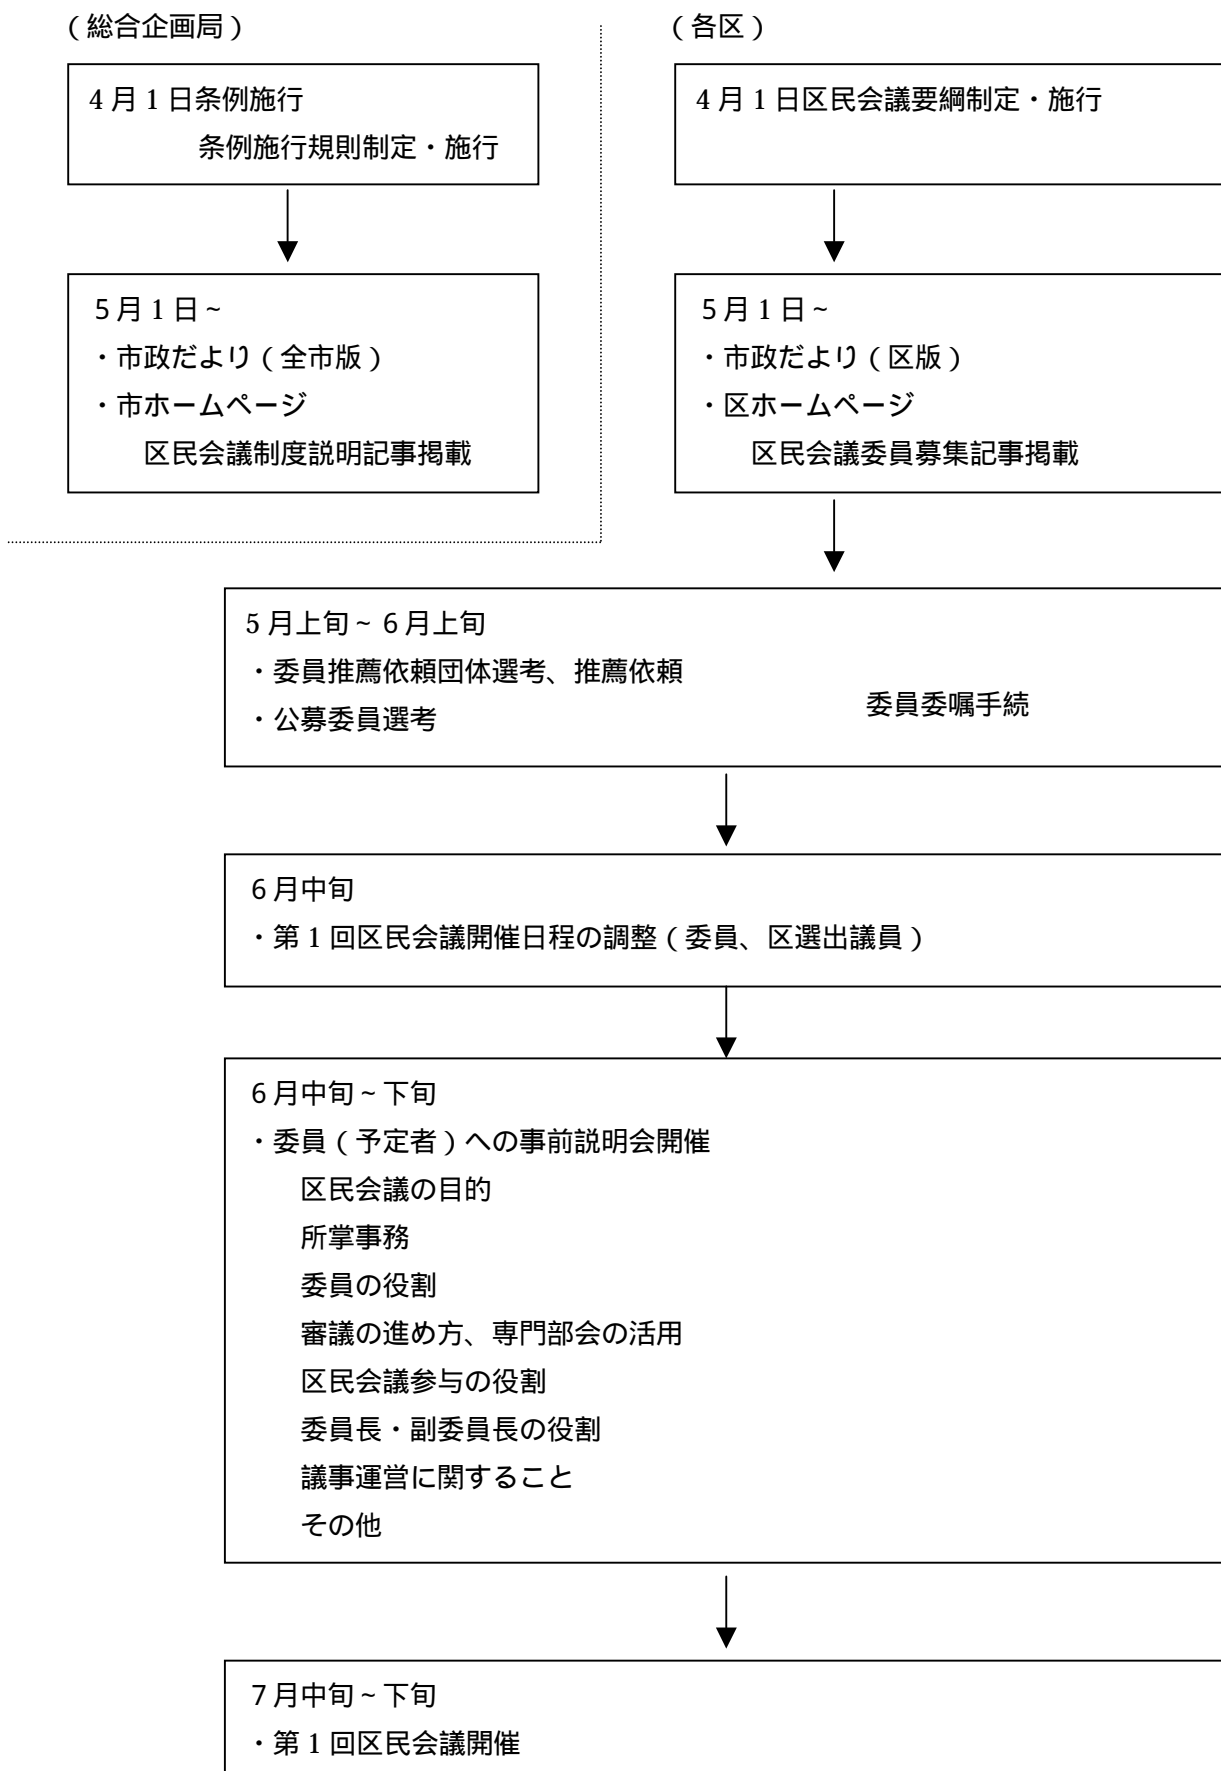 (総合企画局)
4月1日条例施行
条例施行規則制定・施行
5月1日~
・市政だより(全市版)
・市ホームページ
区民会議制度説明記事掲載
(各区)
4月1日区民会議要綱制定・施行
5月1日~
・市政だより(区版)
・区ホームページ
区民会議委員募集記事掲載
5月上旬~6月上旬
・委員推薦依頼団体選考、推薦依頼
・公募委員選考
委員委嘱手続
6月中旬
・第1回区民会議開催日程の調整(委員、区選出議員)
6月中旬~下旬
・委員(予定者)への事前説明会開催
区民会議の目的
所掌事務
委員の役割
審議の進め方、専門部会の活用
区民会議参与の役割
委員長・副委員長の役割
議事運営に関すること
その他
7月中旬~下旬
・第1回区民会議開催